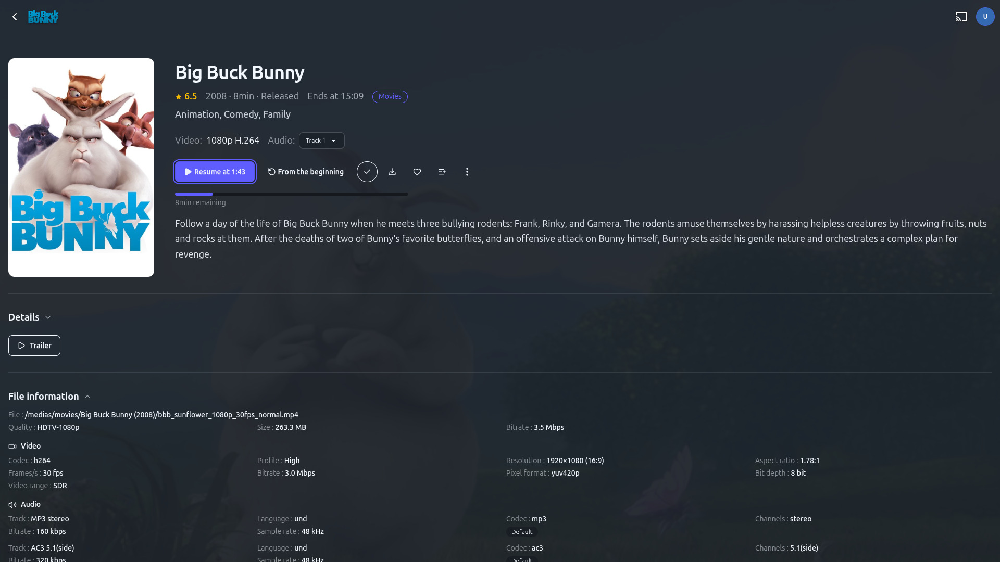 Big Buck
BUNNY
U
Big Buck
BUNNY
Big Buck Bunny
6.5 2008 · 8min · Released Ends at 15:09 Movies
Animation, Comedy, Family
Video: 1080p H.264 Audio: Track 1
Resume at 1:43 From the beginning
8min remaining
Follow a day of the life of Big Buck Bunny when he meets three bullying rodents: Frank, Rinky, and Gamera. The rodents amuse themselves by harassing helpless creatures by throwing fruits, nuts
and rocks at them. After the deaths of two of Bunny's favorite butterflies, and an offensive attack on Bunny himself, Bunny sets aside his gentle nature and orchestrates a complex plan for
revenge.
Details
Trailer
File information
File : /medias/movies/Big Buck Bunny (2008)/bbb_sunflower_1080p_30fps_normal.mp4
Quality : HDTV-1080p Size : 263.3 MB Bitrate : 3.5 Mbps
Video
Codec : h264 Profile : High Resolution : 1920×1080 (16:9) Aspect ratio : 1.78:1
Frames/s : 30 fps Bitrate : 3.0 Mbps Pixel format : yuv420p Bit depth : 8 bit
Video range : SDR
Audio
Track : MP3 stereo Language : und Codec : mp3 Channels : stereo
Bitrate : 160 kbps Sample rate : 48 kHz Default
Track : AC3 5.1(side) Language : und Codec : ac3 Channels : 5.1(side)
Bitrate : 320 kbps Sample rate : 48 kHz Default